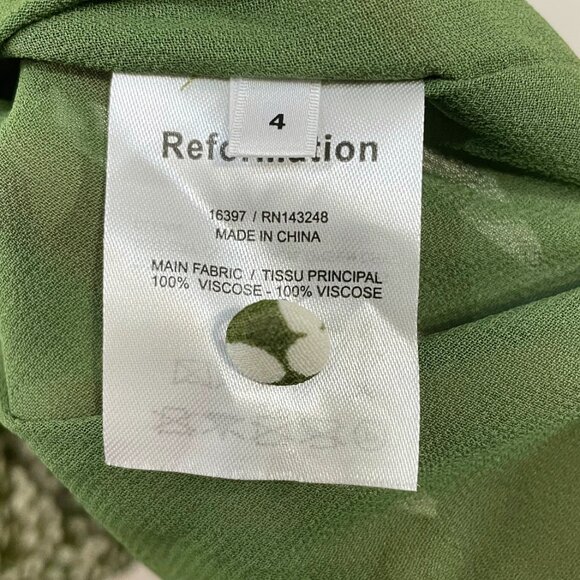 4
Reformation
16397 / RN143248
MADE IN CHINA
MAIN FABRIC / TISSU PRINCIPAL
100% VISCOSE - 100% VISCOSE